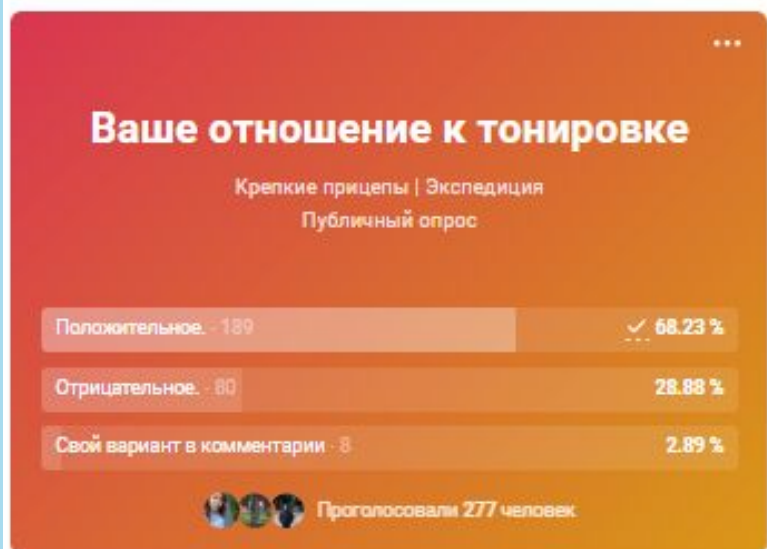 Ваше отношение к тонировке
Крепкие прицепы | Экспедиция
Публичный опрос
Положительное. · 189 68.23 %
Отрицательное. · 80 28.88 %
Свой вариант в комментарии · 8 2.89 %
Проголосовали 277 человек